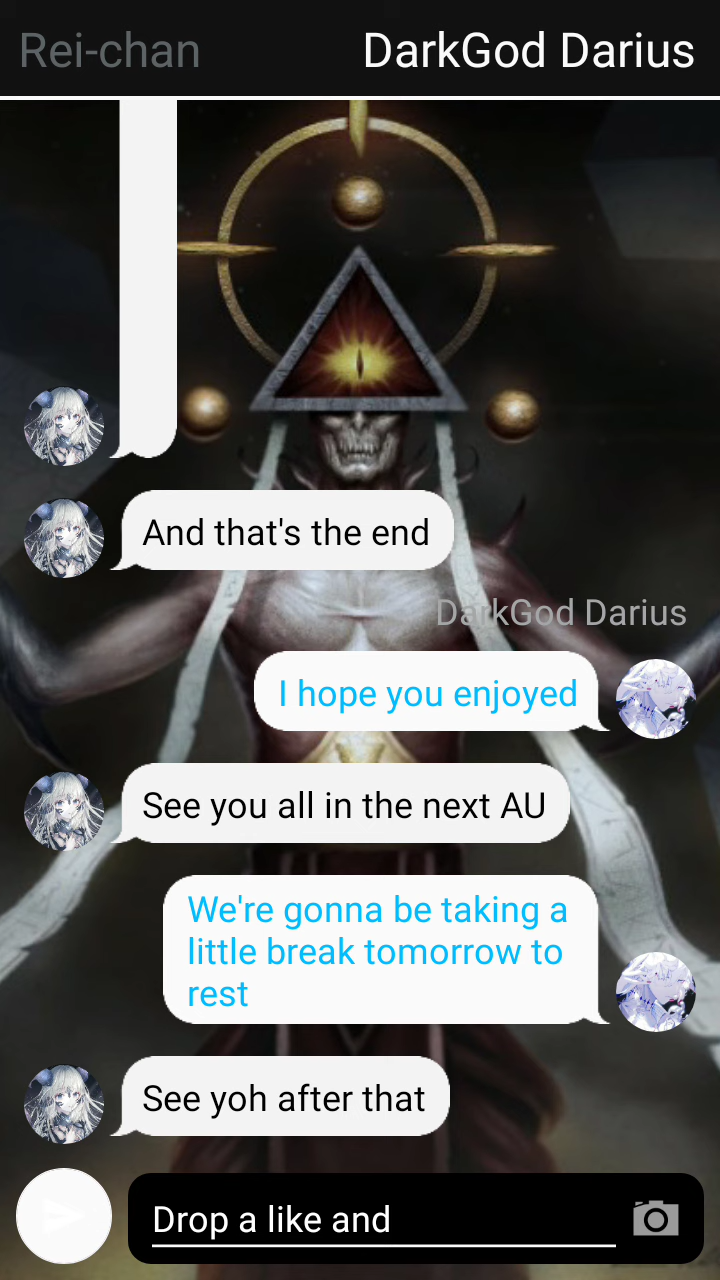 Rei-chan DarkGod Darius
And that's the end
DarkGod Darius
I hope you enjoyed
See you all in the next AU
We're gonna be taking a
little break tomorrow to
rest
See yoh after that
Drop a like and